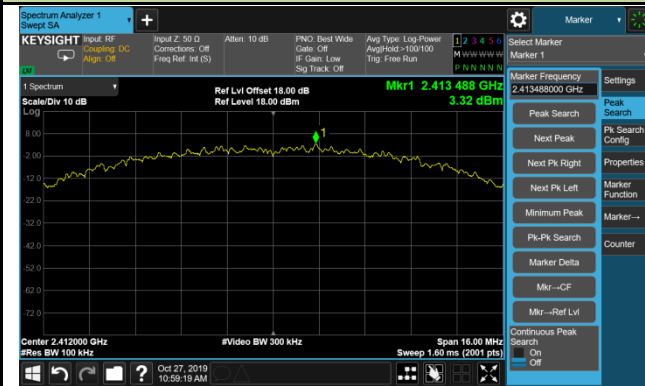 Spectrum Analyzer 1
Swept SA
+
Marker
KEYSIGHT
Input: RF
Coupling: DC
Align: Off
Input Z: 50 Ω
Corrections: Off
Freq Ref: Int (S)
Atten: 10 dB
PNO: Best Wide
Gate: Off
IF Gain: Low
Sig Track: Off
Avg Type: Log-Power
Avg|Hold:>100/100
Trig: Free Run
1 2 3 4 5 6
M W W W W W
P N N N N N
LV
Select Marker
Marker 1
1 Spectrum
Scale/Div 10 dB
Log
Ref Lvl Offset 18.00 dB
Ref Level 18.00 dBm
Mkr1 2.413 488 GHz
3.32 dBm
8.00
-2.00
-12.0
-22.0
-32.0
-42.0
-52.0
-62.0
-72.0
1
Center 2.412000 GHz
#Res BW 100 kHz
#Video BW 300 kHz
Span 16.00 MHz
Sweep 1.60 ms (2001 pts)
Marker Frequency
2.413488000 GHz
Peak Search
Next Peak
Next Pk Right
Next Pk Left
Minimum Peak
Pk-Pk Search
Marker Delta
Mkr→CF
Mkr→Ref Lvl
Continuous Peak
Search
On
Off
Settings
Peak
Search
Pk Search
Config
Properties
Marker
Function
Marker→
Counter
?
Oct 27, 2019
10:59:19 AM